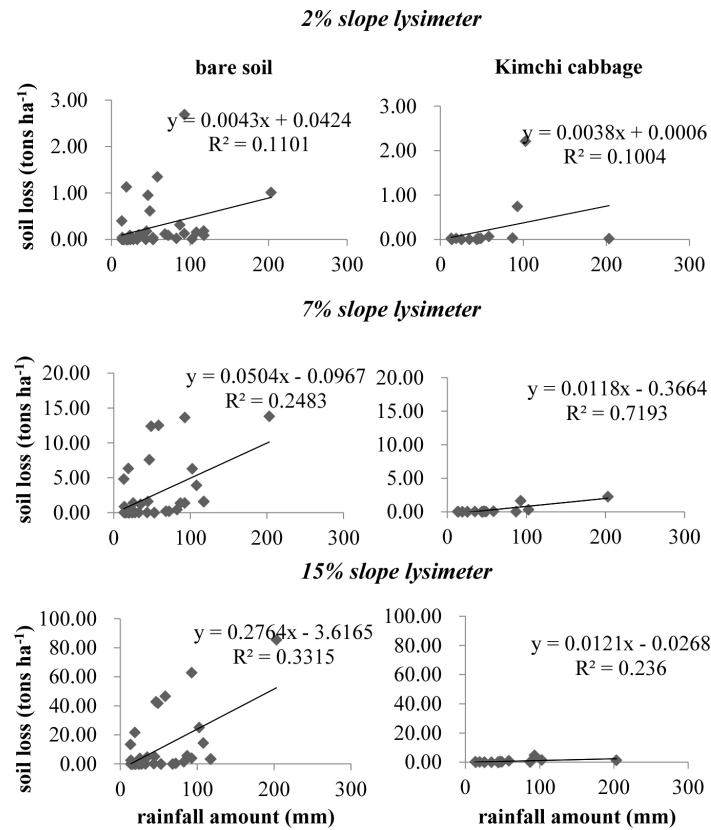 2% slope lysimeter
bare soil
Kimchi cabbage
soil loss (tons ha⁻¹)
3.00
2.00
1.00
0.00
0 100 200 300
y = 0.0043x + 0.0424
R² = 0.1101
3.00
2.00
1.00
0.00
0 100 200 300
y = 0.0038x + 0.0006
R² = 0.1004
7% slope lysimeter
soil loss (tons ha⁻¹)
20.00
15.00
10.00
5.00
0.00
0 100 200 300
y = 0.0504x - 0.0967
R² = 0.2483
20.00
15.00
10.00
5.00
0.00
0 100 200 300
y = 0.0118x - 0.3664
R² = 0.7193
15% slope lysimeter
soil loss (tons ha⁻¹)
100.00
80.00
60.00
40.00
20.00
0.00
0 100 200 300
y = 0.2764x - 3.6165
R² = 0.3315
rainfall amount (mm)
100.00
80.00
60.00
40.00
20.00
0.00
0 100 200 300
y = 0.0121x - 0.0268
R² = 0.236
rainfall amount (mm)